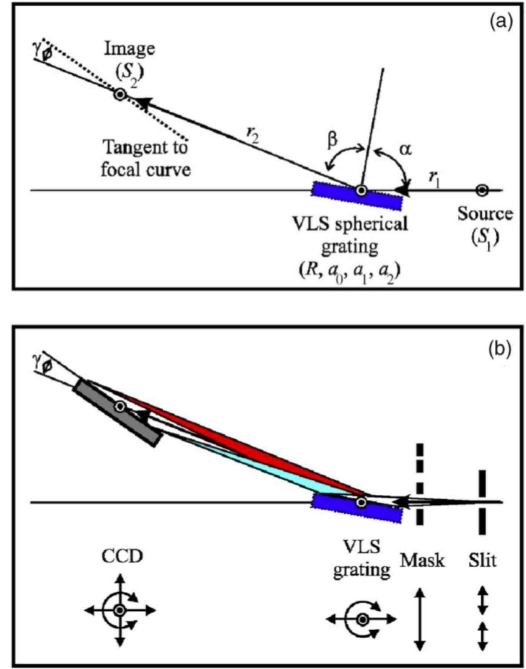 (a)
γ
Image
(S₂)
Tangent to
focal curve
r₂
β
α
r₁
VLS spherical
grating
(R, a₀, a₁, a₂)
Source
(S₁)
(b)
γ
CCD
VLS
grating
Mask
Slit